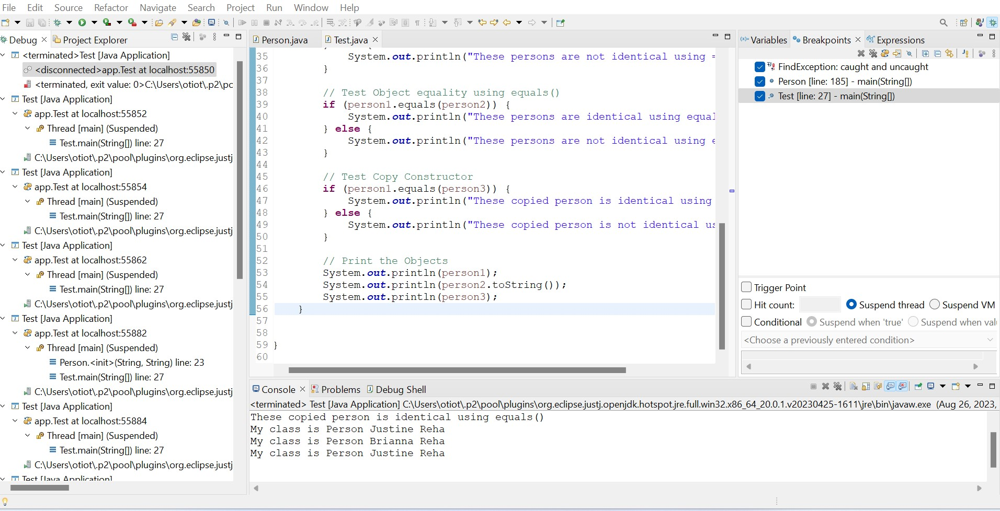 File Edit Source Refactor Navigate Search Project Run Window Help
Debug Project Explorer
<terminated>Test [Java Application]
<disconnected>app.Test at localhost:55850
<terminated, exit value: 0>C:\Users\otiot\.p2\po
Test [Java Application]
app.Test at localhost:55852
Thread [main] (Suspended)
Test.main(String[]) line: 27
C:\Users\otiot\.p2\pool\plugins\org.eclipse.justj
Test [Java Application]
app.Test at localhost:55854
Thread [main] (Suspended)
Test.main(String[]) line: 27
C:\Users\otiot\.p2\pool\plugins\org.eclipse.justj
Test [Java Application]
app.Test at localhost:55862
Thread [main] (Suspended)
Test.main(String[]) line: 27
C:\Users\otiot\.p2\pool\plugins\org.eclipse.justj
Test [Java Application]
app.Test at localhost:55882
Thread [main] (Suspended)
Person.<init>(String, String) line: 23
Test.main(String[]) line: 27
C:\Users\otiot\.p2\pool\plugins\org.eclipse.justj
Test [Java Application]
app.Test at localhost:55884
Thread [main] (Suspended)
Test.main(String[]) line: 27
C:\Users\otiot\.p2\pool\plugins\org.eclipse.justj
Test [Java Application]
Person.java Test.java
35 System.out.println("These persons are not identical using =
36 }
37
38 // Test Object equality using equals()
39 if (person1.equals(person2)) {
40 System.out.println("These persons are identical using equal
41 } else {
42 System.out.println("These persons are not identical using e
43 }
44
45 // Test Copy Constructor
46 if (person1.equals(person3)) {
47 System.out.println("These copied person is identical using
48 } else {
49 System.out.println("These copied person is not identical us
50 }
51
52 // Print the Objects
53 System.out.println(person1);
54 System.out.println(person2.toString());
55 System.out.println(person3);
56 }
57
58
59 }
60
(x)= Variables Breakpoints Expressions
FindException: caught and uncaught
Person [line: 185] - main(String[])
Test [line: 27] - main(String[])
Trigger Point
Hit count: Suspend thread Suspend VM
Conditional Suspend when 'true' Suspend when val
<Choose a previously entered condition>
Console Problems Debug Shell
<terminated> Test [Java Application] C:\Users\otiot\.p2\pool\plugins\org.eclipse.justj.openjdk.hotspot.jre.full.win32.x86_64_20.0.1.v20230425-1611\jre\bin\javaw.exe (Aug 26, 2023,
These copied person is identical using equals()
My class is Person Justine Reha
My class is Person Brianna Reha
My class is Person Justine Reha